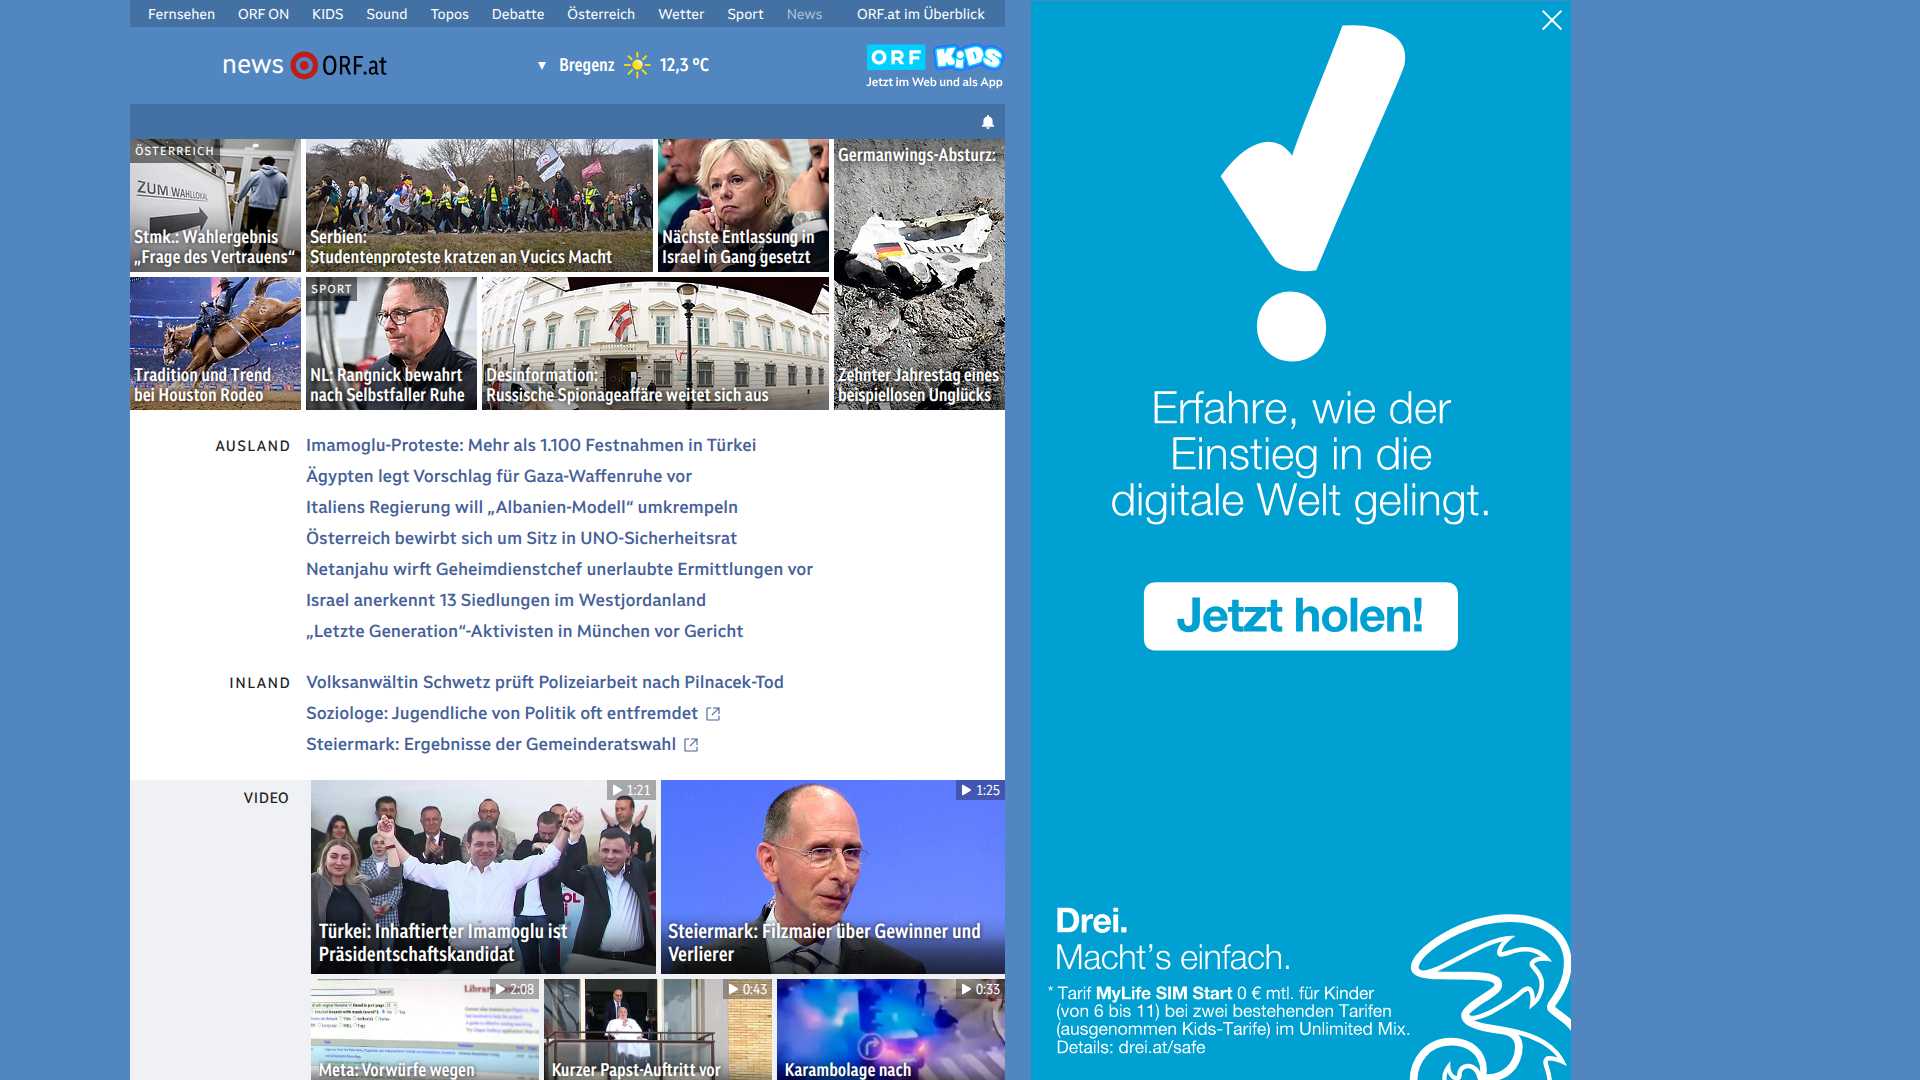 Fernsehen ORF ON KIDS Sound Topos Debatte Österreich Wetter Sport News ORF.at im Überblick
news ORF.at
Bregenz 12,3 °C
ORF KiDS
Jetzt im Web und als App
ÖSTERREICH
ZUM WAHLLOKAL
Stmk.: Wahlergebnis
„Frage des Vertrauens“
Serbien:
Studentenproteste kratzen an Vucics Macht
Nächste Entlassung in
Israel in Gang gesetzt
Germanwings-Absturz:
Zehnter Jahrestag eines
beispiellosen Unglücks
Tradition und Trend
bei Houston Rodeo
SPORT
NL: Rangnick bewahrt
nach Selbstfaller Ruhe
Desinformation:
Russische Spionageaffäre weitet sich aus
AUSLAND
Imamoglu-Proteste: Mehr als 1.100 Festnahmen in Türkei
Ägypten legt Vorschlag für Gaza-Waffenruhe vor
Italiens Regierung will „Albanien-Modell“ umkrempeln
Österreich bewirbt sich um Sitz in UNO-Sicherheitsrat
Netanjahu wirft Geheimdienstchef unerlaubte Ermittlungen vor
Israel anerkennt 13 Siedlungen im Westjordanland
„Letzte Generation“-Aktivisten in München vor Gericht
INLAND
Volksanwältin Schwetz prüft Polizeiarbeit nach Pilnacek-Tod
Soziologe: Jugendliche von Politik oft entfremdet
Steiermark: Ergebnisse der Gemeinderatswahl
VIDEO
1:21
Türkei: Inhaftierter Imamoglu ist
Präsidentschaftskandidat
1:25
Steiermark: Filzmaier über Gewinner und
Verlierer
2:08
Meta: Vorwürfe wegen
0:43
Kurzer Papst-Auftritt vor
0:33
Karambolage nach
Erfahre, wie der
Einstieg in die
digitale Welt gelingt.
Jetzt holen!
Drei.
Macht’s einfach.
* Tarif MyLife SIM Start 0 € mtl. für Kinder
(von 6 bis 11) bei zwei bestehenden Tarifen
(ausgenommen Kids-Tarife) im Unlimited Mix.
Details: drei.at/safe